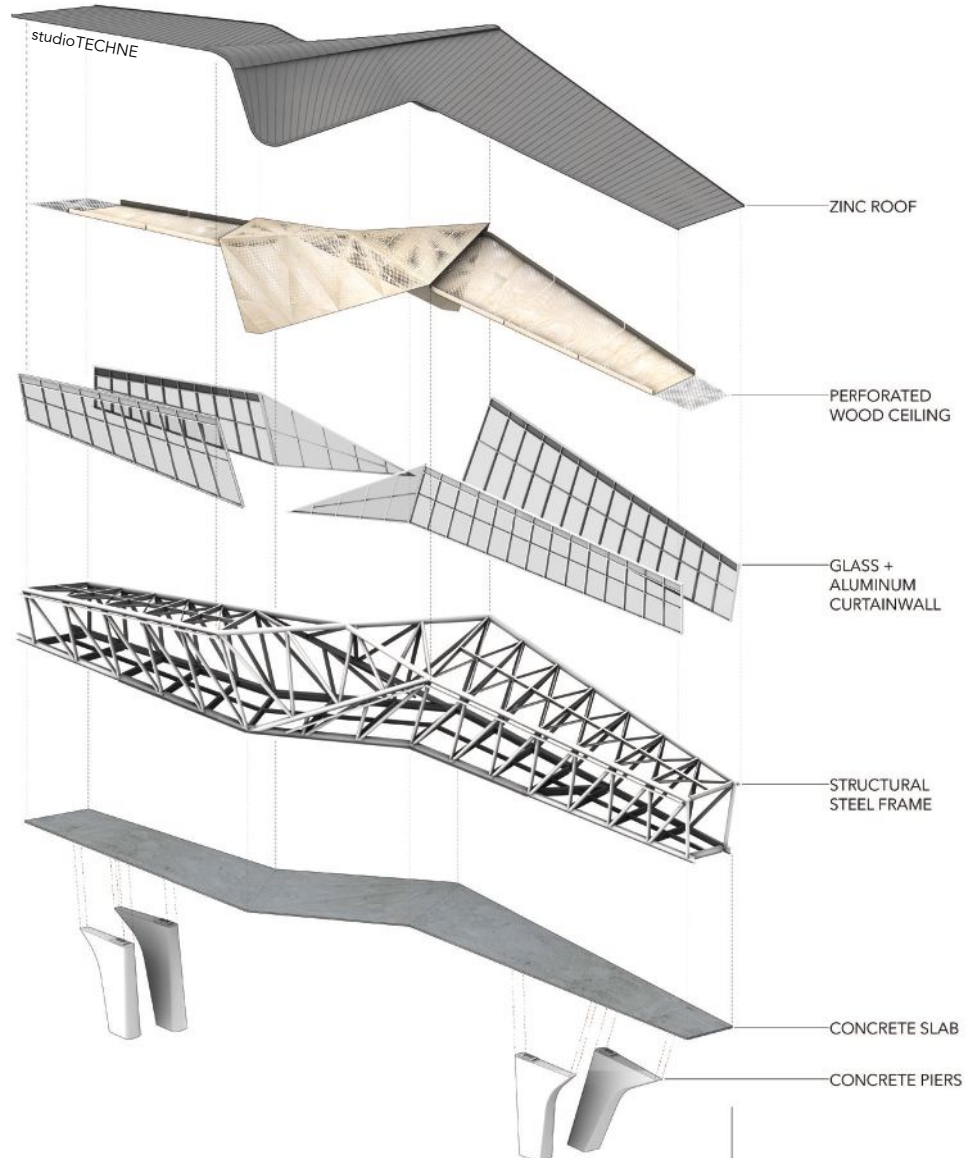 studioTECHNE
ZINC ROOF
PERFORATED
WOOD CEILING
GLASS +
ALUMINUM
CURTAINWALL
STRUCTURAL
STEEL FRAME
CONCRETE SLAB
CONCRETE PIERS